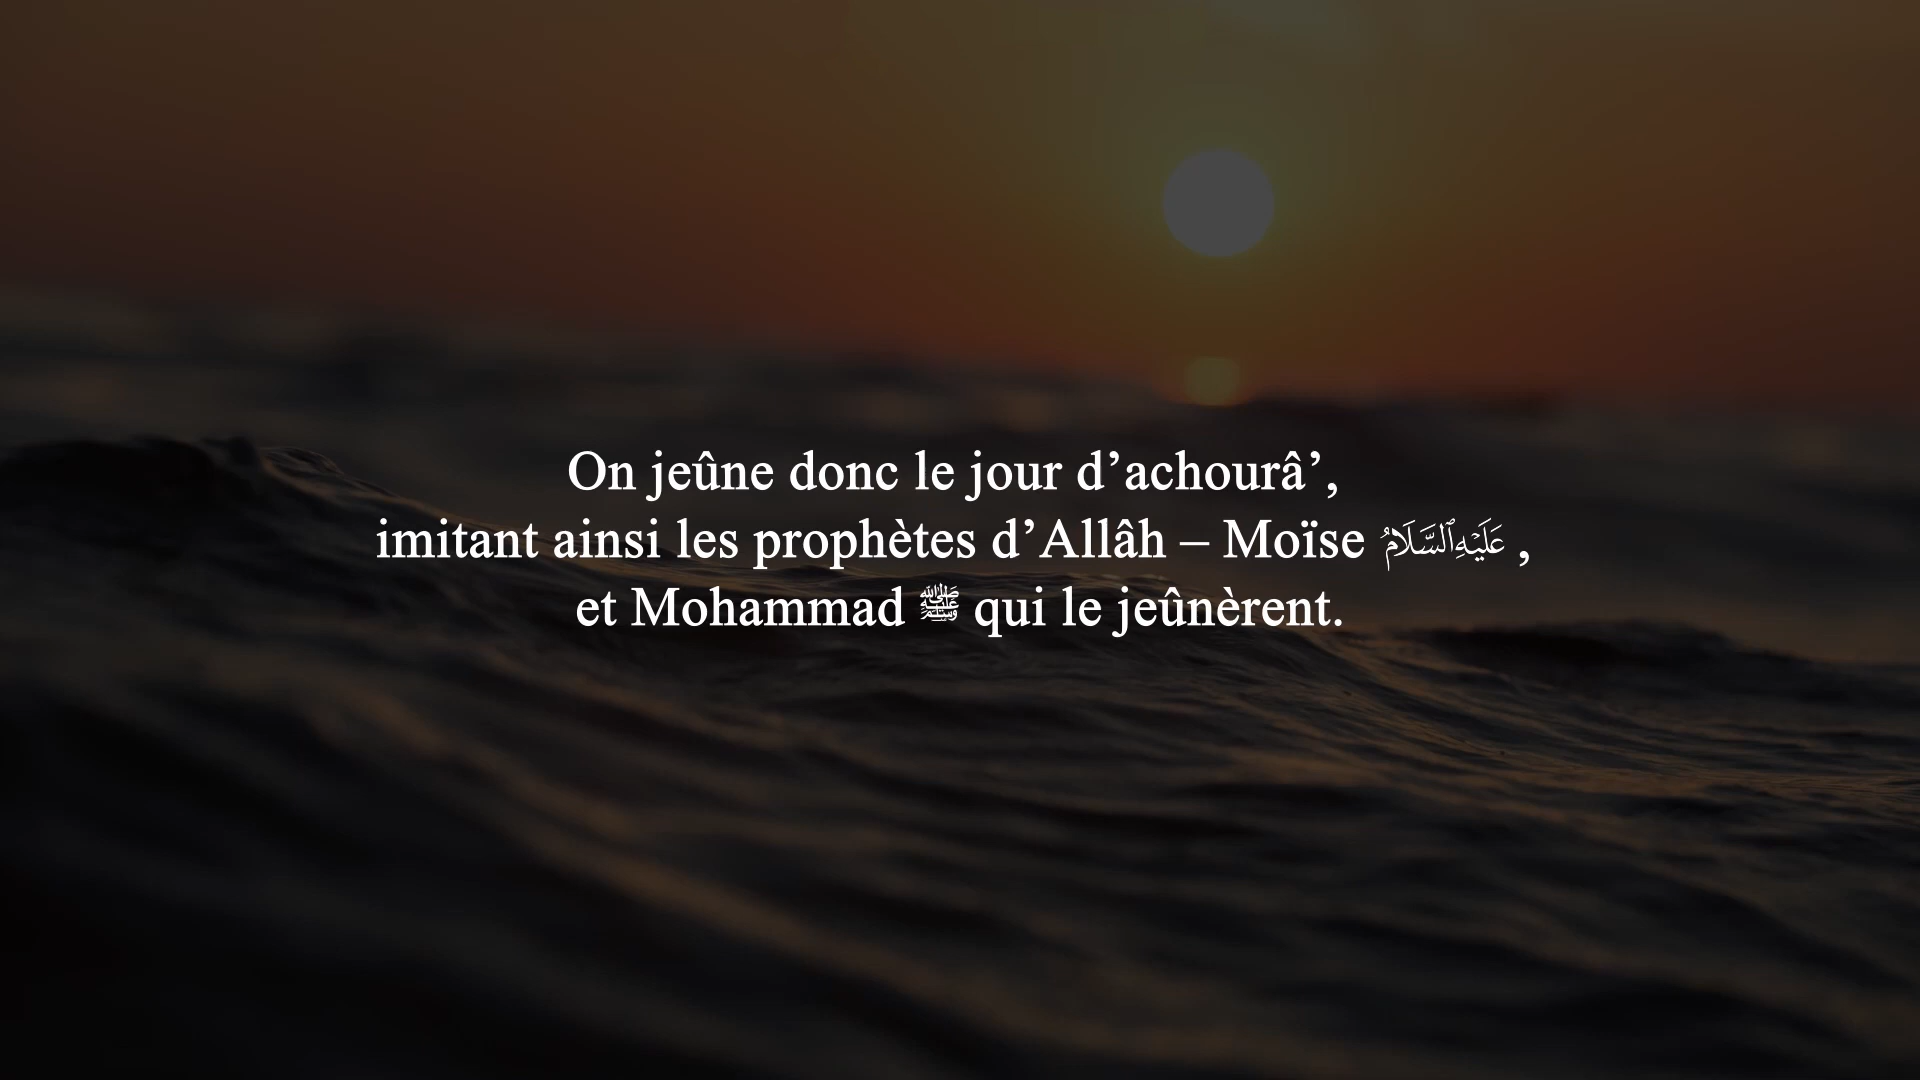 On jeûne donc le jour d’achourâ’,
imitant ainsi les prophètes d’Allâh – Moïse عَلَيْهِ ٱلسَّلَامُ ,
et Mohammad ﷺ qui le jeûnèrent.